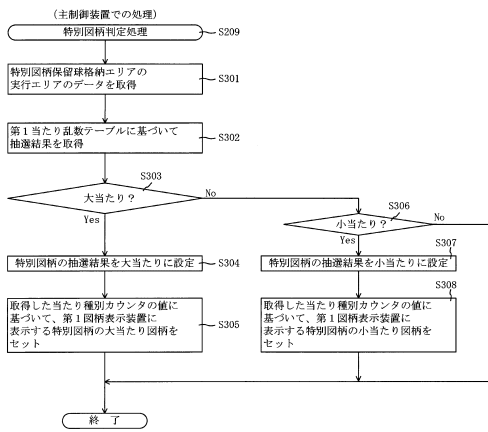 (主制御装置での処理)
特別図柄判定処理
S209
特別図柄保留球格納エリアの
実行エリアのデータを取得
S301
第1当たり乱数テーブルに基づいて
抽選結果を取得
S302
大当たり?
S303
No
Yes
小当たり?
S306
No
Yes
特別図柄の抽選結果を大当たりに設定
S304
特別図柄の抽選結果を小当たりに設定
S307
取得した当たり種別カウンタの値に
基づいて、第1図柄表示装置に
表示する特別図柄の大当たり図柄を
セット
S305
取得した当たり種別カウンタの値に
基づいて、第1図柄表示装置に
表示する特別図柄の小当たり図柄を
セット
S308
終 了